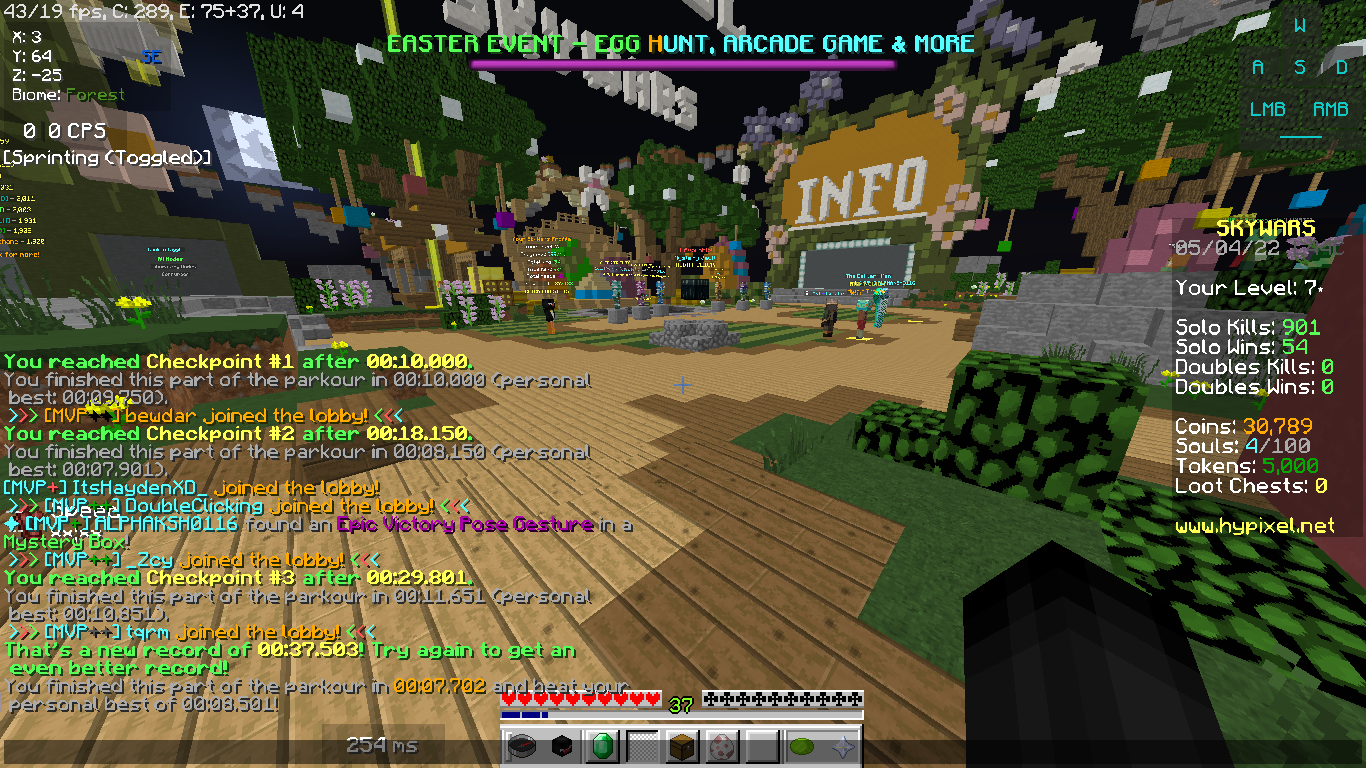 43/19 fps, C: 289, E: 75+37, U: 4
X: 3
Y: 64
SE
Z: -25
Biome: Forest
0 0 CPS
[Sprinting (Toggled)]
EASTER EVENT - EGG HUNT, ARCADE GAME & MORE
W
A S D
LMB RMB
INFO
SKYWARS
05/04/22
Your Level: 7⋆
Solo Kills: 901
Solo Wins: 54
Doubles Kills: 0
Doubles Wins: 0
Coins: 30,789
Souls: 4/100
Tokens: 5,000
Loot Chests: 0
www.hypixel.net
You reached Checkpoint #1 after 00:10.000.
You finished this part of the parkour in 00:10.000 (personal
best: 00:09.750).
>>> [MVP++] bewdar joined the lobby! <<<
You reached Checkpoint #2 after 00:18.150.
You finished this part of the parkour in 00:08.150 (personal
best: 00:07.901).
[MVP+] ItsHaydenXD_ joined the lobby!
>>> [MVP++] DoubleClicking joined the lobby! <<<
✦ [MVP+] ALPHAKSH0116 found an Epic Victory Pose Gesture in a
Mystery Box!
>>> [MVP++] _Zcy joined the lobby! <<<
You reached Checkpoint #3 after 00:29.801.
You finished this part of the parkour in 00:11.651 (personal
best: 00:10.851).
>>> [MVP++] tqrm joined the lobby! <<<
That's a new record of 00:37.503! Try again to get an
even better record!
You finished this part of the parkour in 00:07.702 and beat your
personal best of 00:08.501!
37
254 ms